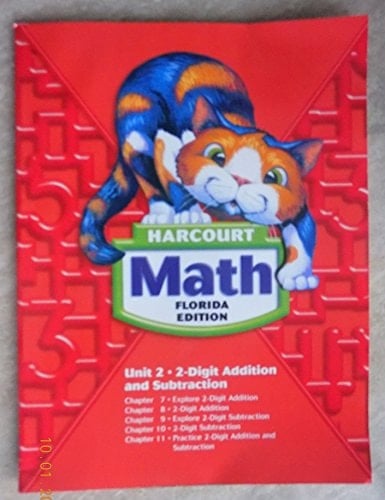 HARCOURT
Math
FLORIDA
EDITION
Unit 2 • 2-Digit Addition
and Subtraction
Chapter 7 • Explore 2-Digit Addition
Chapter 8 • 2-Digit Addition
Chapter 9 • Explore 2-Digit Subtraction
Chapter 10 • 2-Digit Subtraction
Chapter 11 • Practice 2-Digit Addition and
Subtraction